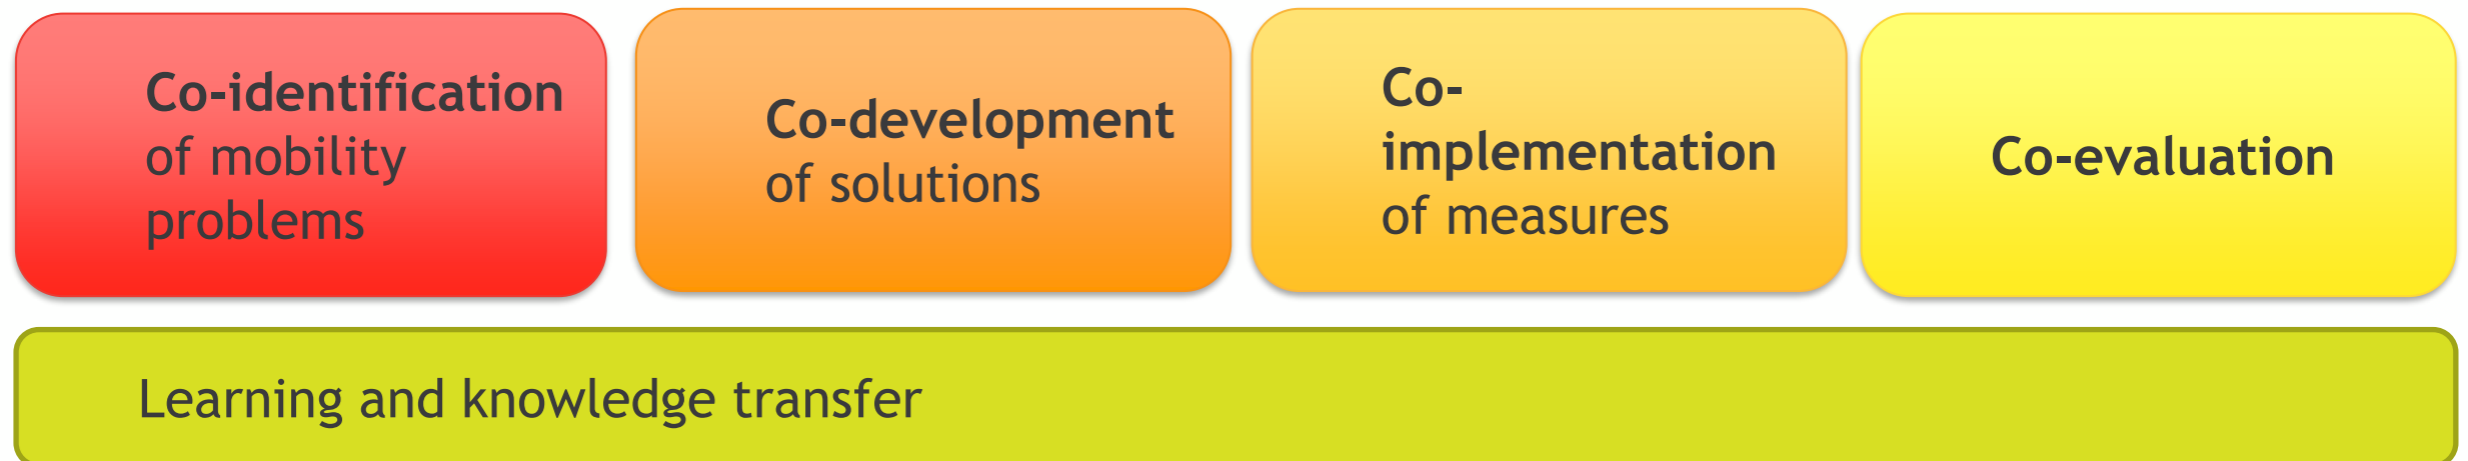 Co-identification
of mobility
problems
Co-development
of solutions
Co-
implementation
of measures
Co-evaluation
Learning and knowledge transfer